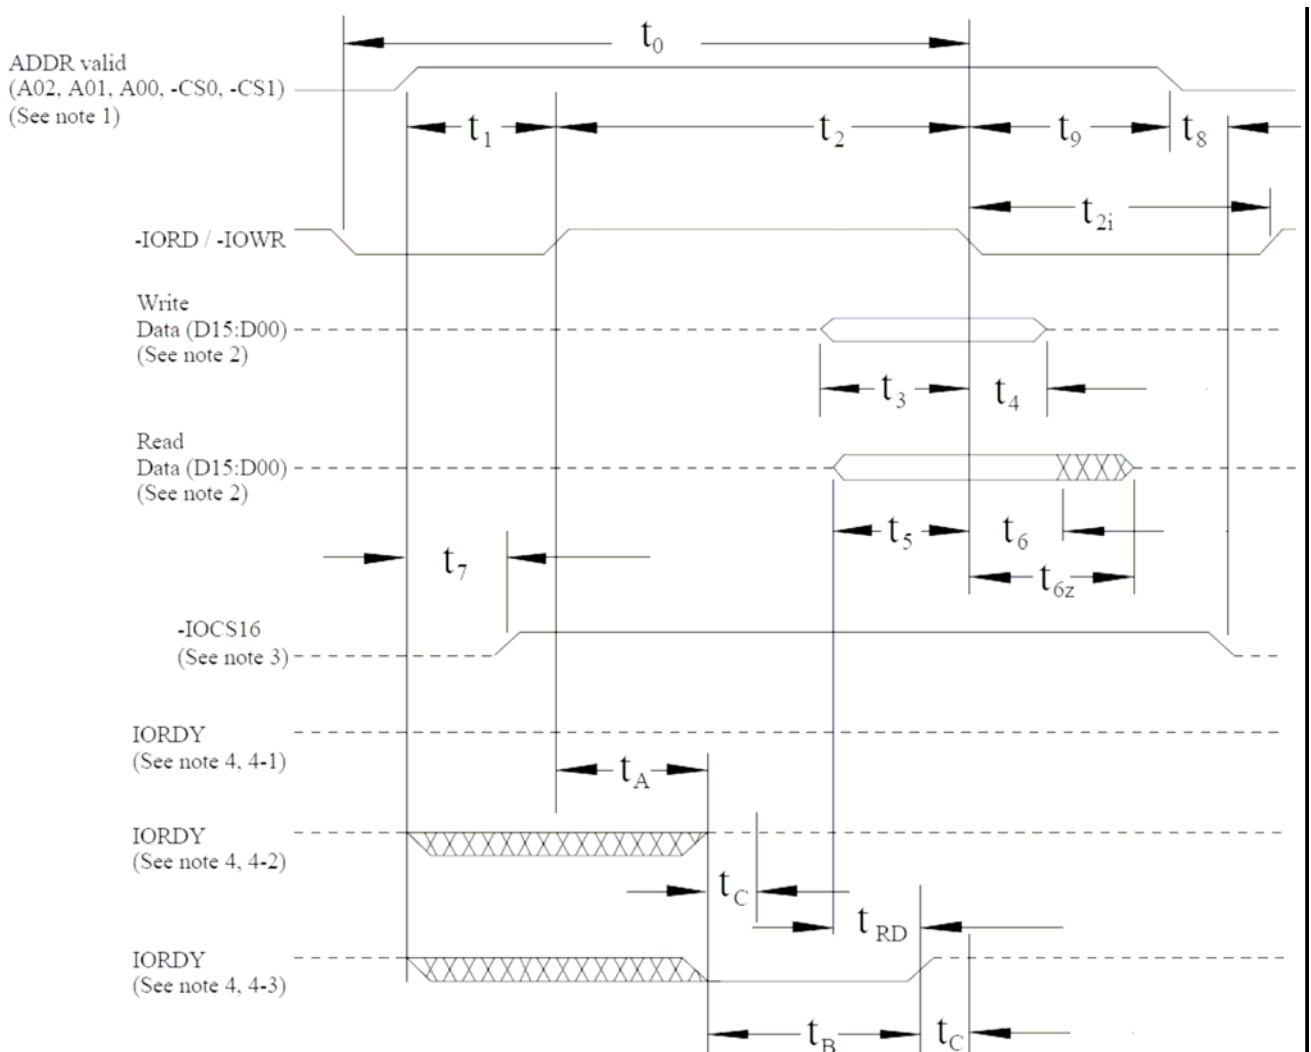 t0
ADDR valid
(A02, A01, A00, -CS0, -CS1)
(See note 1)
t1
t2
t9
t8
t2i
-IORD / -IOWR
Write
Data (D15:D00)
(See note 2)
t3
t4
Read
Data (D15:D00)
(See note 2)
t5
t6
t7
t6z
-IOCS16
(See note 3)
IORDY
(See note 4, 4-1)
tA
IORDY
(See note 4, 4-2)
tC
tRD
IORDY
(See note 4, 4-3)
tB
tC